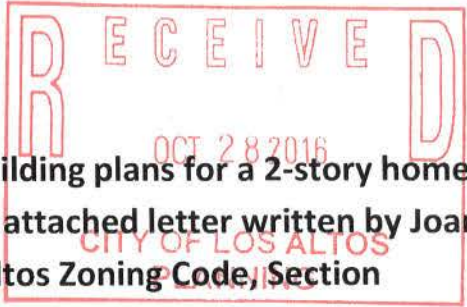 RECEIVED
OCT 28 2016
ilding plans for a 2-story home
attached letter written by Joa
CITY OF LOS ALTOS
ltos Zoning Code, Section
PLANNING